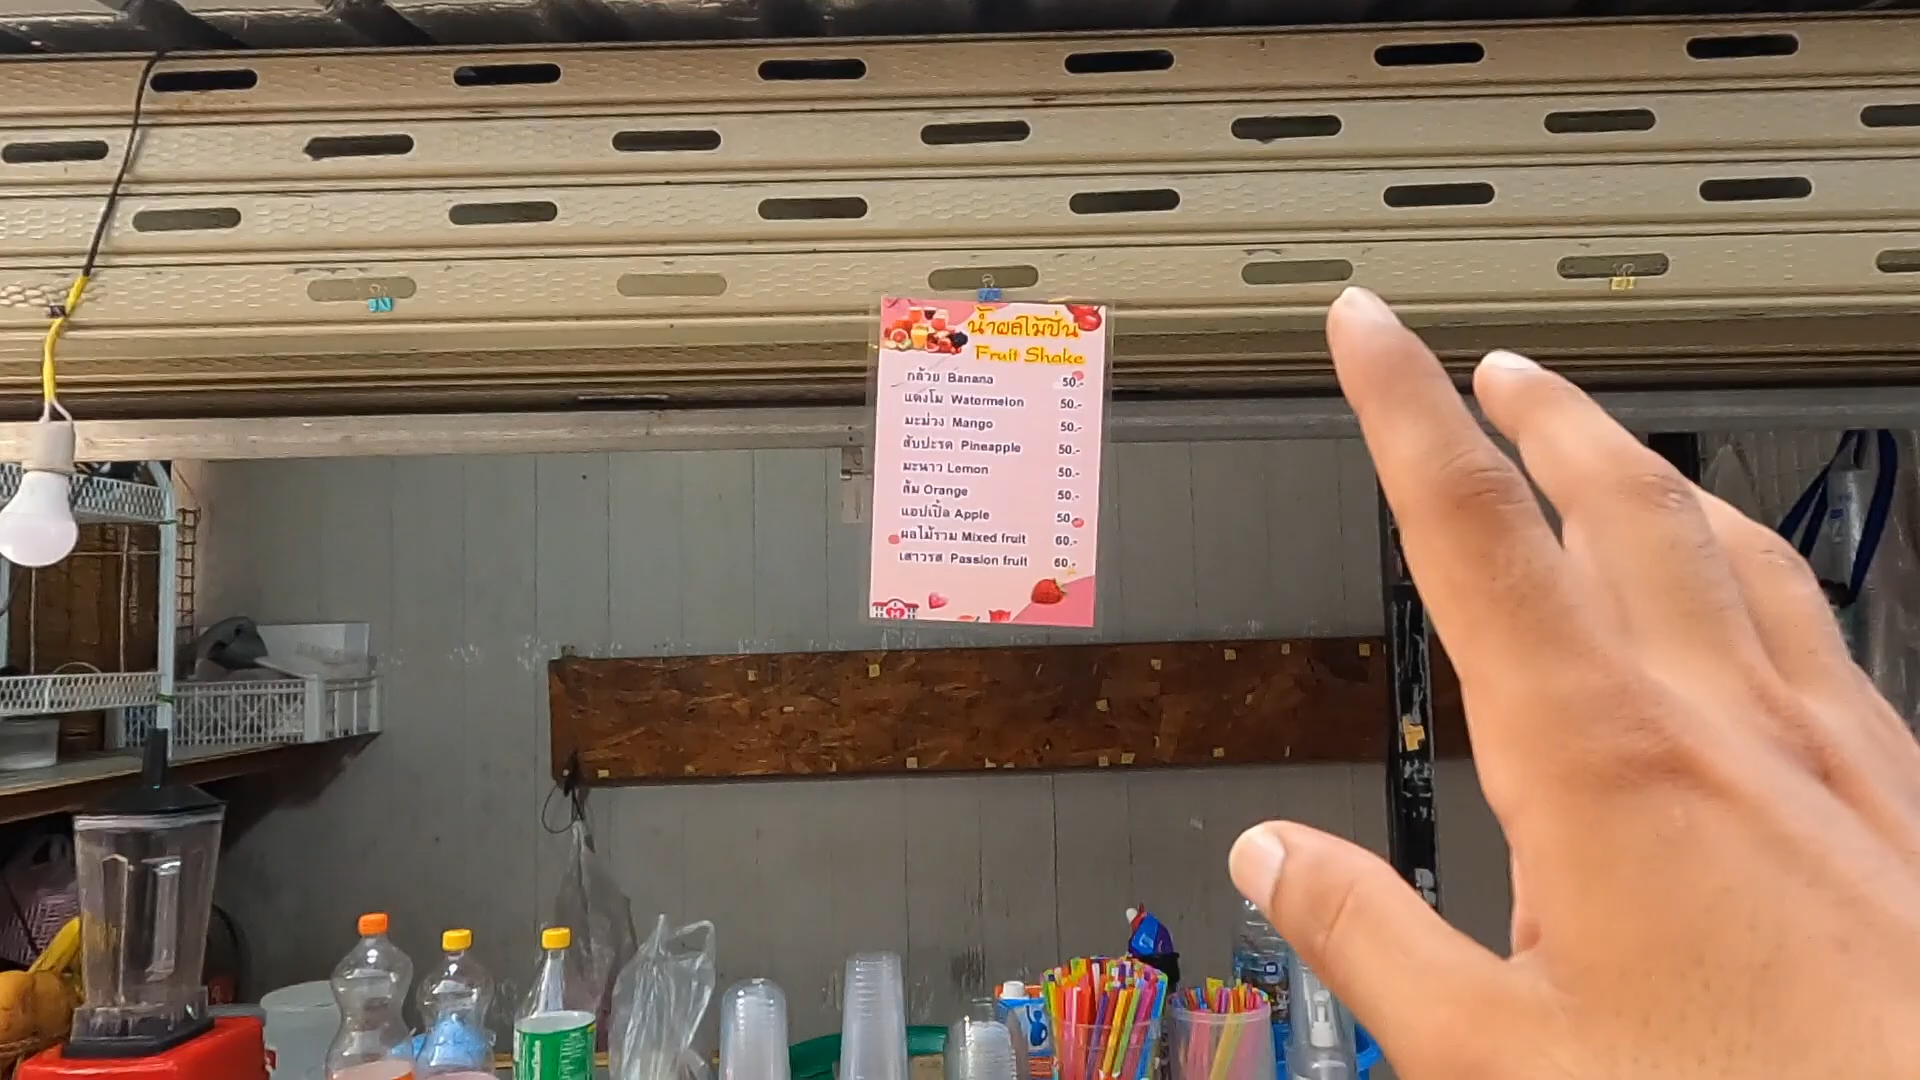 น้ำผลไม้ปั่น
Fruit Shake
กล้วย Banana 50.-
แตงโม Watermelon 50.-
มะม่วง Mango 50.-
สับปะรด Pineapple 50.-
มะนาว Lemon 50.-
ส้ม Orange 50.-
แอปเปิ้ล Apple 50.-
ผลไม้รวม Mixed fruit 60.-
เสาวรส Passion fruit 60.-